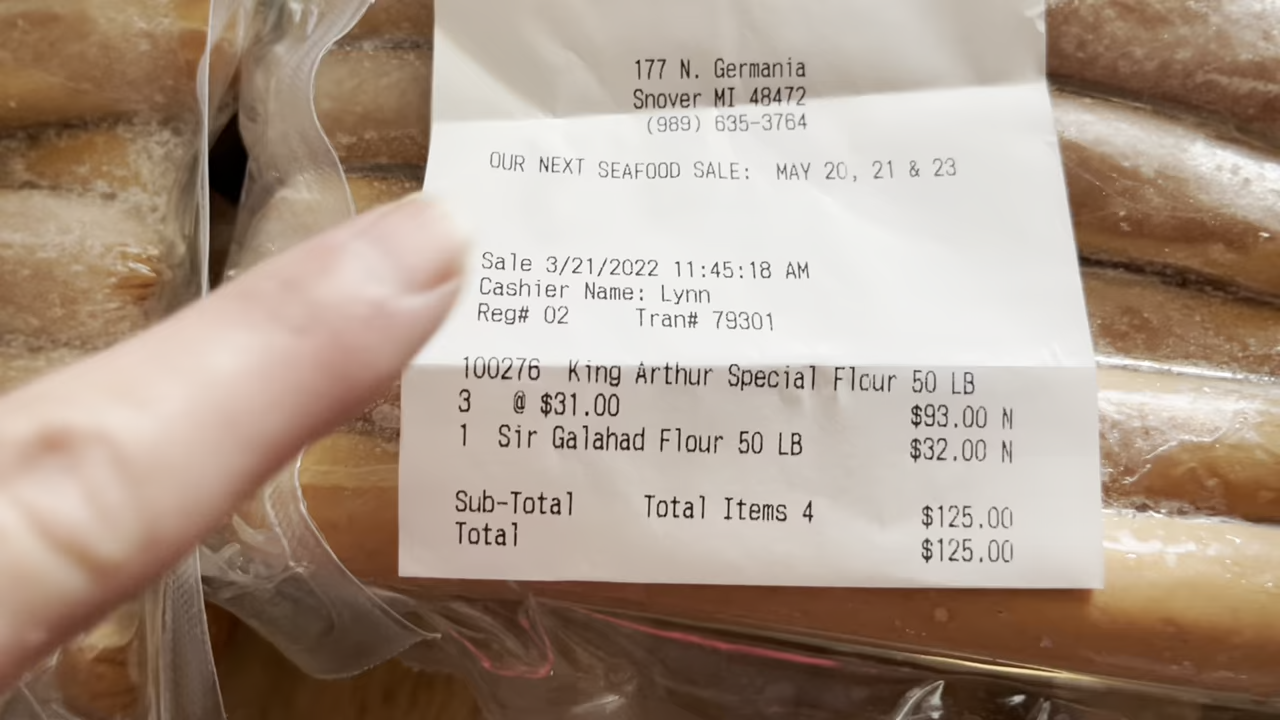 177 N. Germania
Snover MI 48472
(989) 635-3764
OUR NEXT SEAFOOD SALE: MAY 20, 21 & 23
Sale 3/21/2022 11:45:18 AM
Cashier Name: Lynn
Reg# 02 Tran# 79301
100276 King Arthur Special Flour 50 LB
3 @ $31.00 $93.00 N
1 Sir Galahad Flour 50 LB $32.00 N
Sub-Total Total Items 4 $125.00
Total $125.00